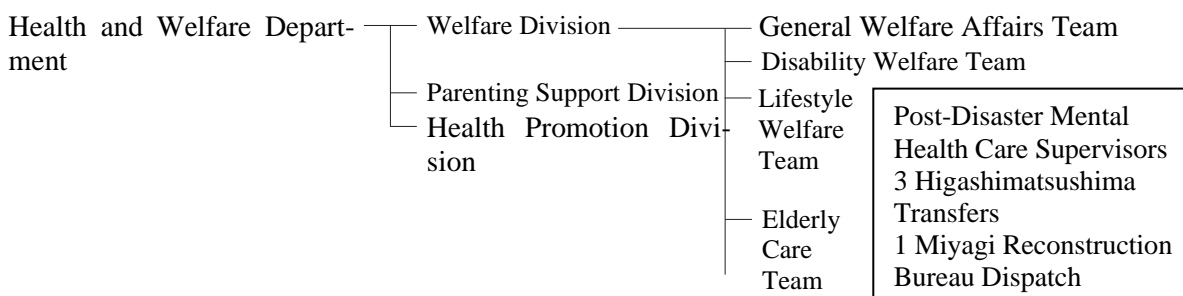 Health and Welfare Depart-
ment
Welfare Division
Parenting Support Division
Health Promotion Divi-
sion
General Welfare Affairs Team
Disability Welfare Team
Lifestyle
Welfare
Team
Elderly
Care
Team
Post-Disaster Mental
Health Care Supervisors
3 Higashimatsushima
Transfers
1 Miyagi Reconstruction
Bureau Dispatch